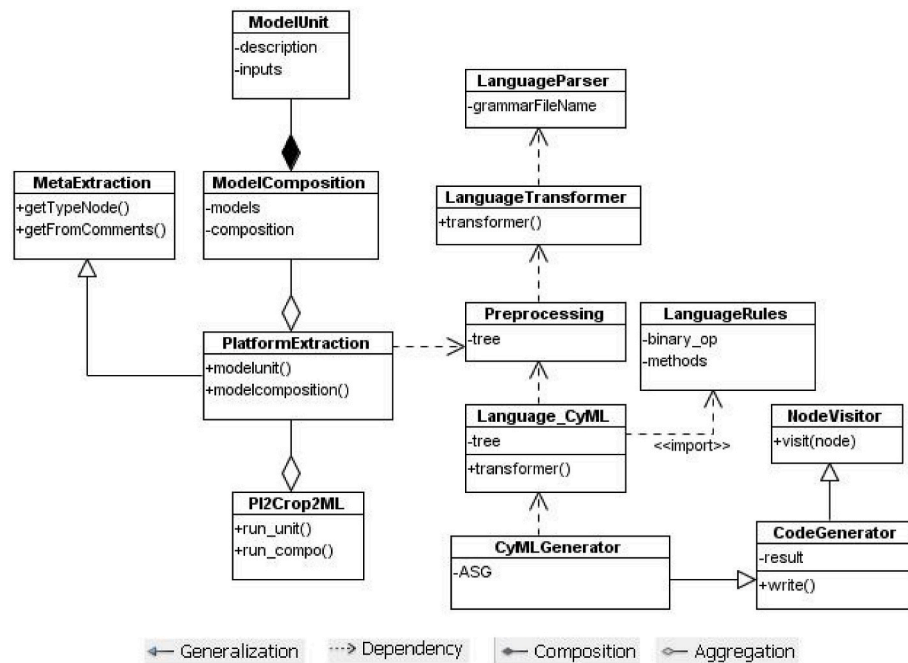 ModelUnit
-description
-inputs
LanguageParser
-grammarFileName
MetaExtraction
+getTypeNode()
+getFromComments()
ModelComposition
-models
-composition
LanguageTransformer
+transformer()
PlatformExtraction
+modelunit()
+modelcomposition()
Preprocessing
-tree
LanguageRules
-binary_op
-methods
Language_CyML
-tree
+transformer()
<<import>>
NodeVisitor
+visit(node)
Pl2Crop2ML
+run_unit()
+run_compo()
CyMLGenerator
-ASG
CodeGenerator
-result
+write()
Generalization
Dependency
Composition
Aggregation